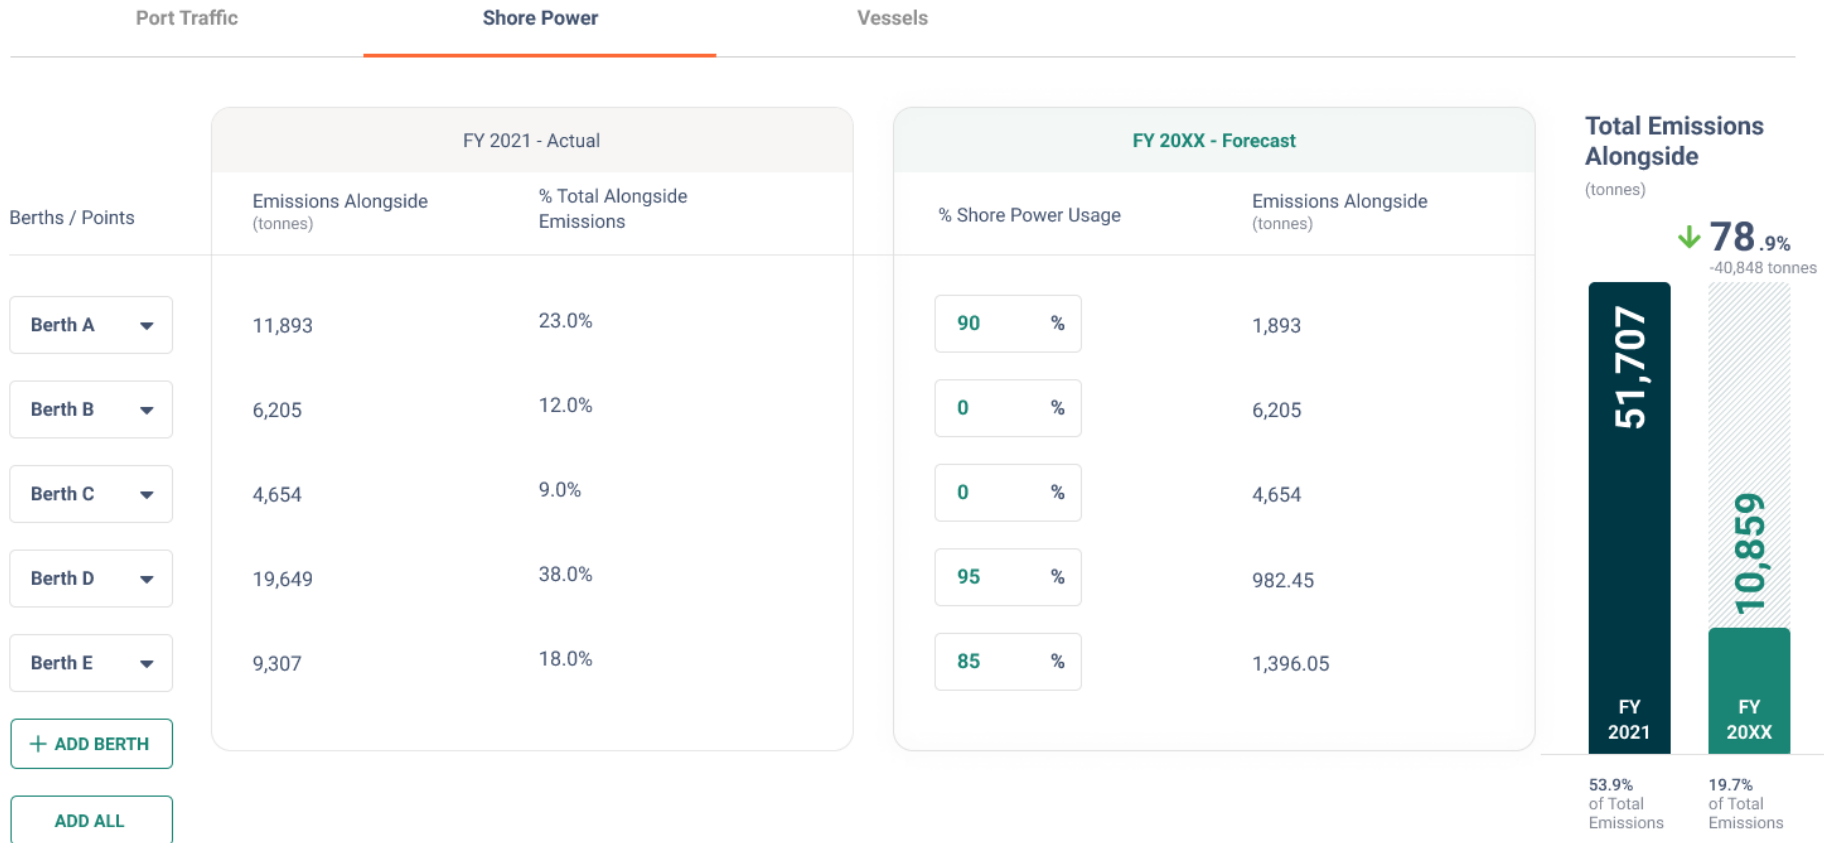 Port Traffic
Shore Power
Vessels
FY 2021 - Actual
FY 20XX - Forecast
Total Emissions
Alongside
(tonnes)
Berths / Points
Emissions Alongside
(tonnes)
% Total Alongside
Emissions
% Shore Power Usage
Emissions Alongside
(tonnes)
78.9%
-40,848 tonnes
Berth A
11,893
23.0%
90 %
1,893
Berth B
6,205
12.0%
0 %
6,205
Berth C
4,654
9.0%
0 %
4,654
Berth D
19,649
38.0%
95 %
982.45
Berth E
9,307
18.0%
85 %
1,396.05
+ ADD BERTH
ADD ALL
51,707
FY
2021
10,859
FY
20XX
53.9%
of Total
Emissions
19.7%
of Total
Emissions